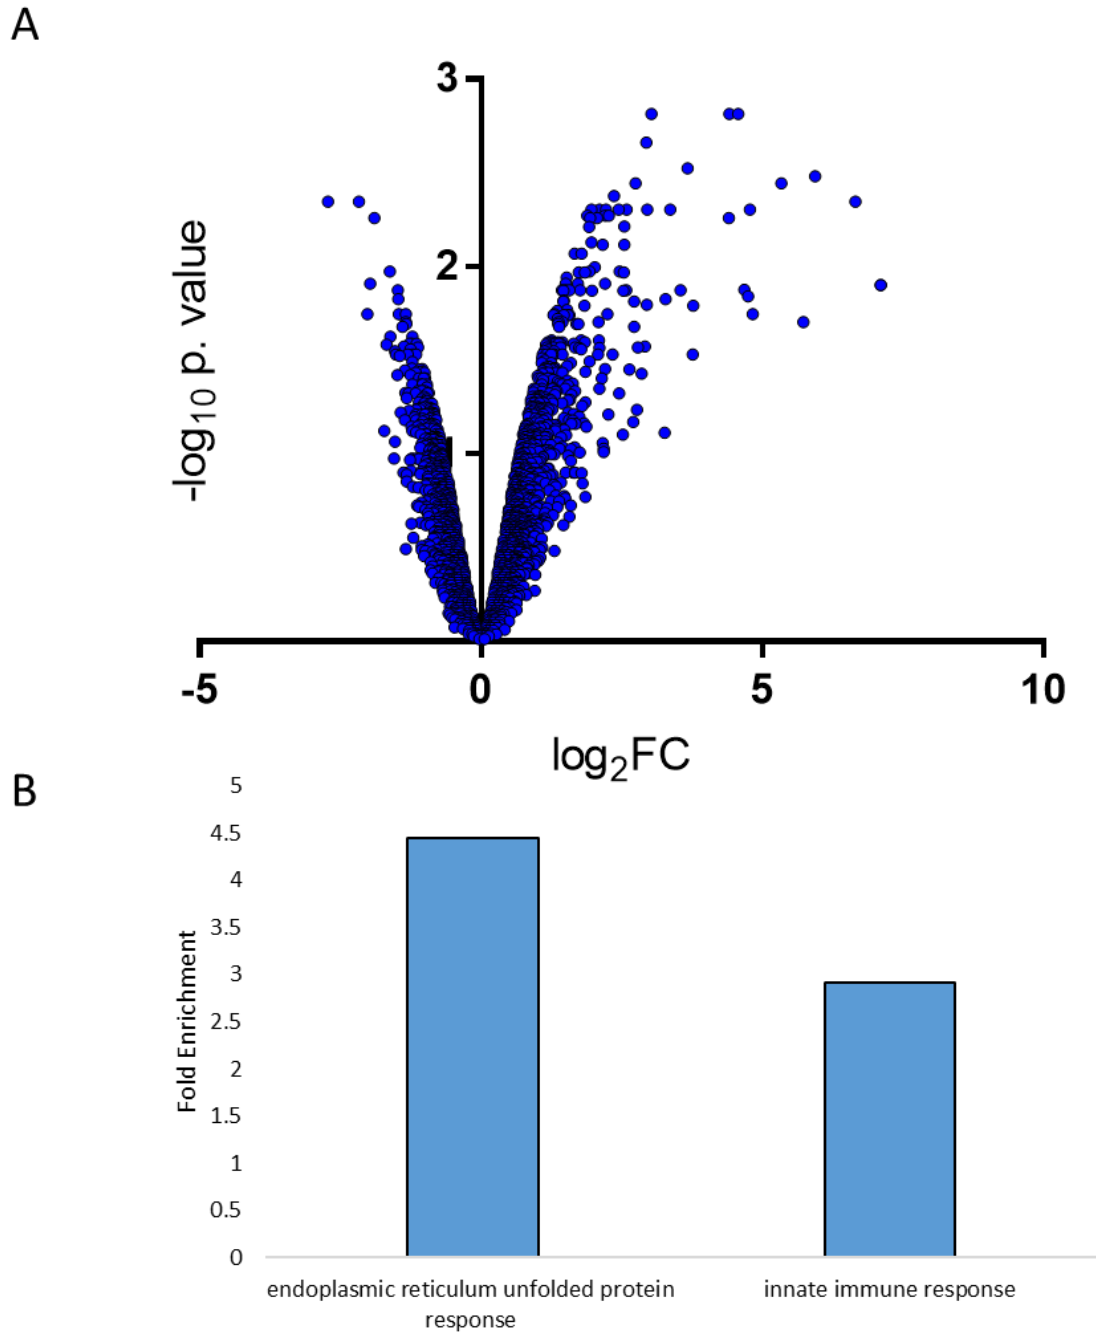 A
3
2
1
-log10 p. value
-5
0
5
10
log2FC
B
5
4.5
4
3.5
3
2.5
2
1.5
1
0.5
0
Fold Enrichment
endoplasmic reticulum unfolded protein
response
innate immune response